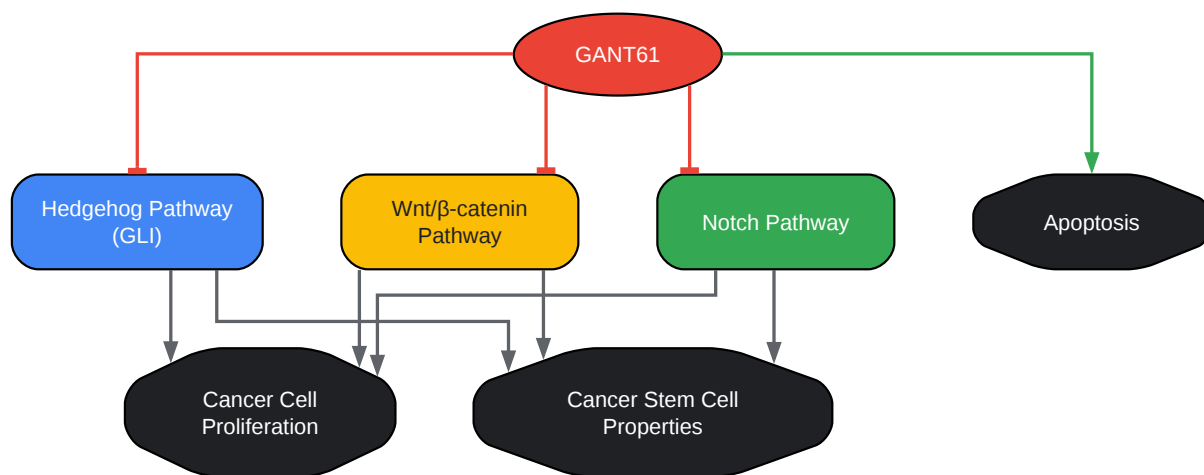 GANT61
Hedgehog Pathway
(GLI)
Wnt/β-catenin
Pathway
Notch Pathway
Apoptosis
Cancer Cell
Proliferation
Cancer Stem Cell
Properties